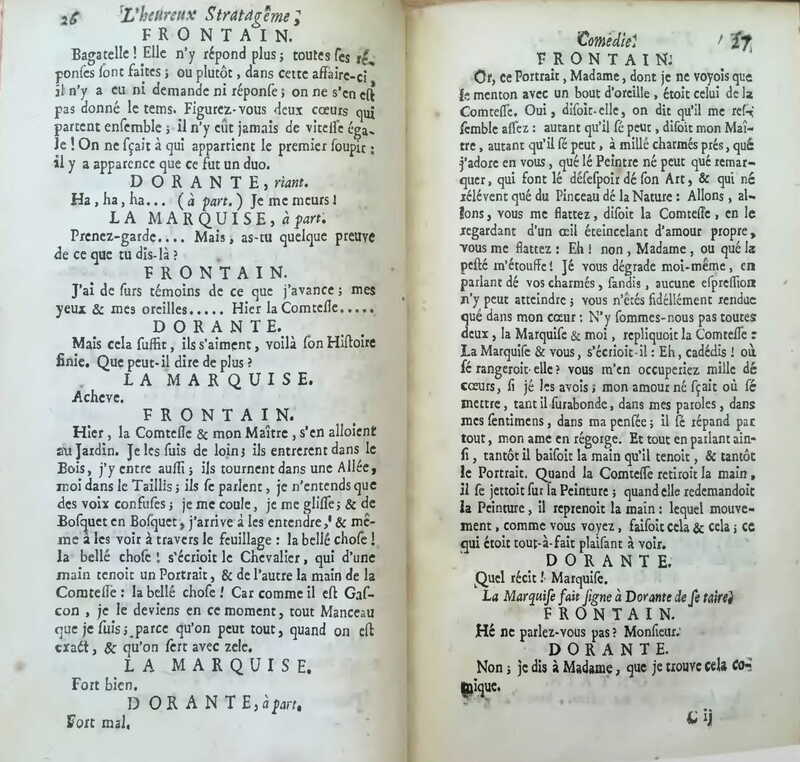 26 L'heureux Stratagême,
FRONTAIN.
Bagatelle ! Elle n'y répond plus ; toutes ses ré-
ponses sont faites ; ou plutôt, dans cette affaire-ci,
il n'y a eu ni demande ni réponse ; on ne s'en est
pas donné le tems. Figurez-vous deux cœurs qui
partent ensemble ; il n'y eût jamais de vitesse éga-
le ! On ne sçait à qui appartient le premier soupir :
il y a apparence que ce fut un duo.
DORANTE, riant.
Ha, ha, ha... ( à part. ) Je me meurs !
LA MARQUISE, à part.
Prenez-garde.... Mais, as-tu quelque preuve
de ce que tu dis-là ?
FRONTAIN.
J'ai de surs témoins de ce que j'avance ; mes
yeux & mes oreilles..... Hier la Comtesse.....
DORANTE.
Mais cela suffit, ils s'aiment, voilà son Histoire
finie. Que peut-il dire de plus ?
LA MARQUISE.
Acheve.
FRONTAIN.
Hier, la Comtesse & mon Maître, s'en alloient
au Jardin. Je les suis de loin ; ils entrerent dans le
Bois, j'y entre aussi ; ils tournent dans une Allée,
moi dans le Taillis ; ils se parlent, je n'entends que
des voix confuses ; je me coule, je me glisse ; & de
Bosquet en Bosquet, j'arrive à les entendre, & mê-
me à les voir à travers le feuillage : la bellé chose !
la bellé chose ! s'écrioit le Chevalier, qui d'une
main tenoit un Portrait, & de l'autre la main de la
Comtesse : la bellé chose ! Car comme il est Gas-
con, je le deviens en ce moment, tout Manceau
que je suis ; parce qu'on peut tout, quand on est
exact, & qu'on sert avec zele.
LA MARQUISE.
Fort bien.
DORANTE, à part.
Fort mal.
Comédie. 27
FRONTAIN.
Or, ce Portrait, Madame, dont je ne voyois que
le menton avec un bout d'oreille, étoit celui de la
Comtesse. Oui, disoit-elle, on dit qu'il me res-
semble assez : autant qu'il sé peut, disoit mon Maî-
tre, autant qu'il sé peut, à millé charmés prés, qué
j'adore en vous, qué lé Peintre né peut qué remar-
quer, qui font lé désespoir dé son Art, & qui né
rélévent qué du Pinceau dé la Nature : Allons, al-
lons, vous me flattez, disoit la Comtesse, en le
regardant d'un œil éteincelant d'amour propre,
vous me flattez : Eh ! non, Madame, ou qué la
pesté m'étouffe ! Jé vous dégrade moi-même, en
parlant dé vos charmés, sandis, aucune espression
n'y peut atteindre ; vous n'êtés fidéllément rendue
qué dans mon cœur : N'y sommes-nous pas toutes
deux, la Marquise & moi, repliquoit la Comtesse :
La Marquise & vous, s'écrioit-il : Eh, cadédis ! où
sé rangeroit-elle ? vous m'en occuperiez mille dé
cœurs, si jé les avois ; mon amour né sçait où sé
mettre, tant il surabonde, dans mes paroles, dans
mes sentimens, dans ma pensée ; il sé répand par
tout, mon ame en régorge. Et tout en parlant ain-
si, tantôt il baisoit la main qu'il tenoit, & tantôt
le Portrait. Quand la Comtesse retiroit la main,
il se jettoit sur la Peinture ; quand elle redemandoit
la Peinture, il reprenoit la main : lequel mouve-
ment, comme vous voyez, faisoit cela & cela ; ce
qui étoit tout-à-fait plaisant à voir.
DORANTE.
Quel récit ! Marquise.
La Marquise fait signe à Dorante de se taire.
FRONTAIN.
Hé ne parlez-vous pas ? Monsieur.
DORANTE.
Non ; je dis à Madame, que je trouve cela co-
mique.
C ij